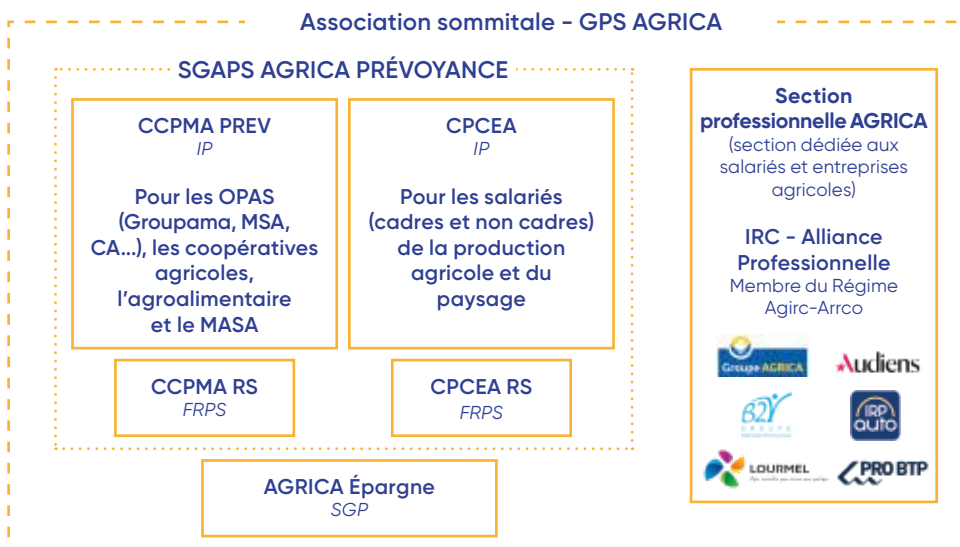 Association sommitale - GPS AGRICA
SGAPS AGRICA PRÉVOYANCE
CCPMA PREV
IP
Pour les OPAS
(Groupama, MSA,
CA...), les coopératives
agricoles,
l'agroalimentaire
et le MASA
CPCEA
IP
Pour les salariés
(cadres et non cadres)
de la production
agricole et du
paysage
CCPMA RS
FRPS
CPCEA RS
FRPS
AGRICA Épargne
SGP
Section
professionnelle AGRICA
(section dédiée aux
salariés et entreprises
agricoles)
IRC - Alliance
Professionnelle
Membre du Régime
Agirc-Arrco
Groupe AGRICA
Audiens
B2V
GROUPE
IRP
auto
LOURMEL
PRO BTP